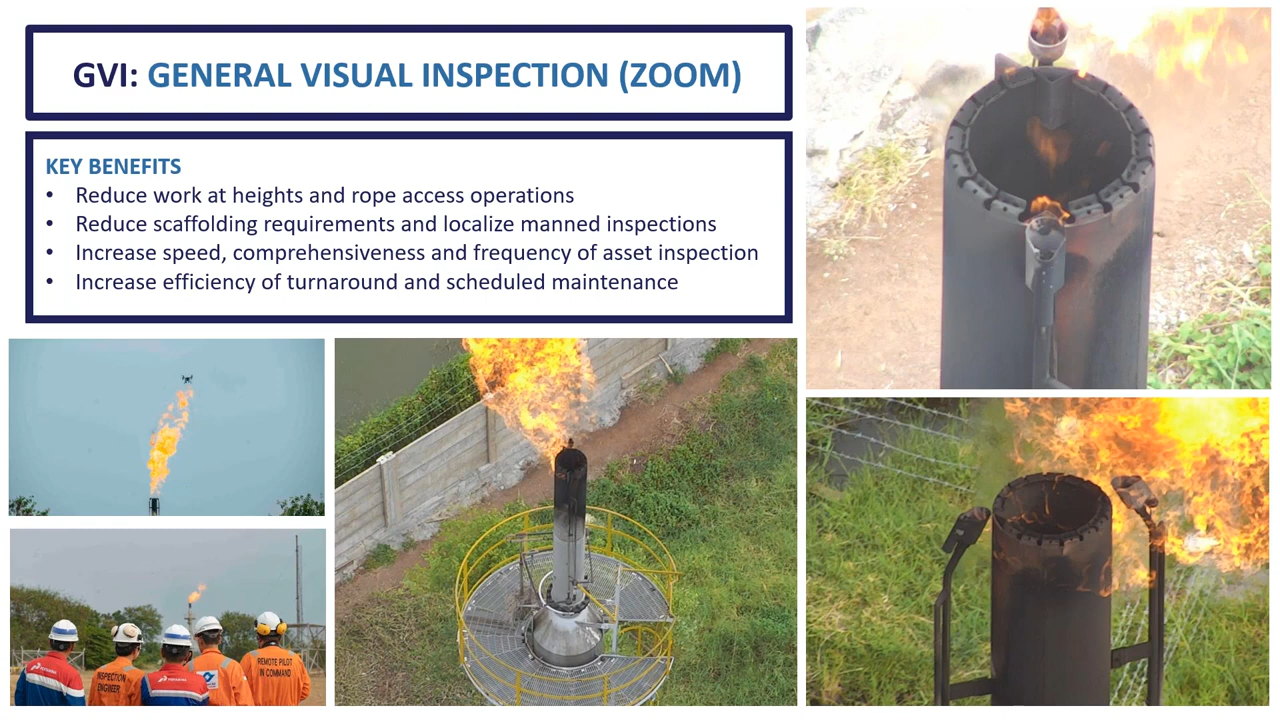 GVI: GENERAL VISUAL INSPECTION (ZOOM)
KEY BENEFITS
• Reduce work at heights and rope access operations
• Reduce scaffolding requirements and localize manned inspections
• Increase speed, comprehensiveness and frequency of asset inspection
• Increase efficiency of turnaround and scheduled maintenance
PERTAMINA
INSPECTION
ENGINEER
PERTAMINA
REMOTE PILOT
IN COMMAND